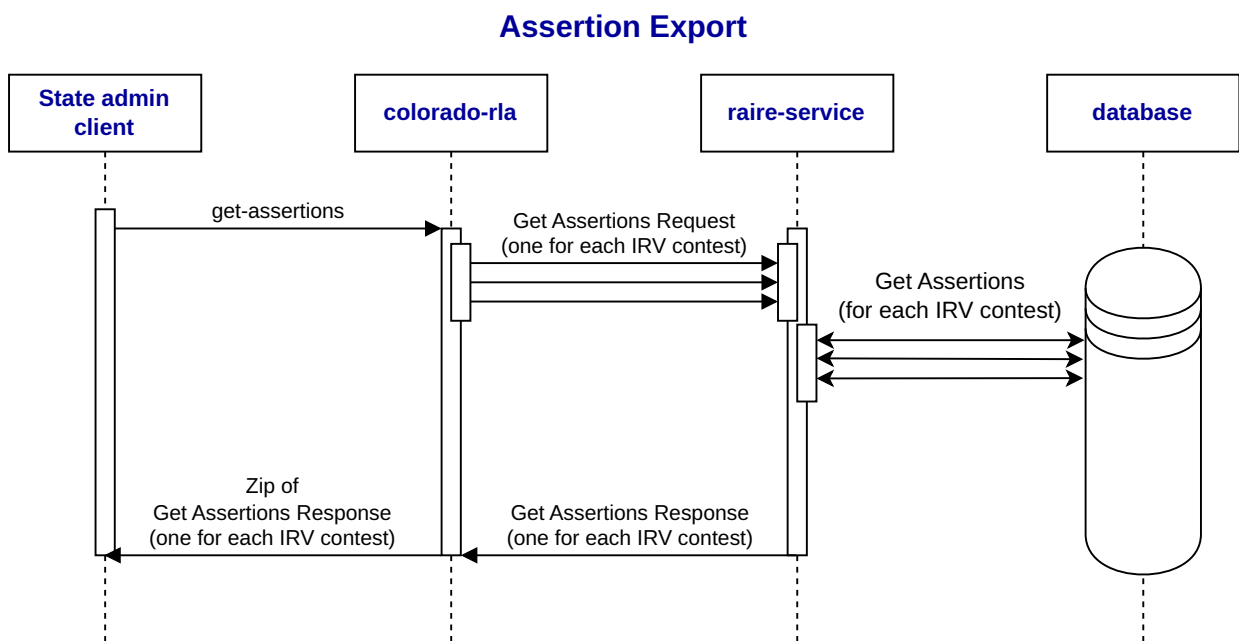 Assertion Export
State admin
client
colorado-rla
raire-service
database
get-assertions
Get Assertions Request
(one for each IRV contest)
Get Assertions
(for each IRV contest)
Zip of
Get Assertions Response
(one for each IRV contest)
Get Assertions Response
(one for each IRV contest)